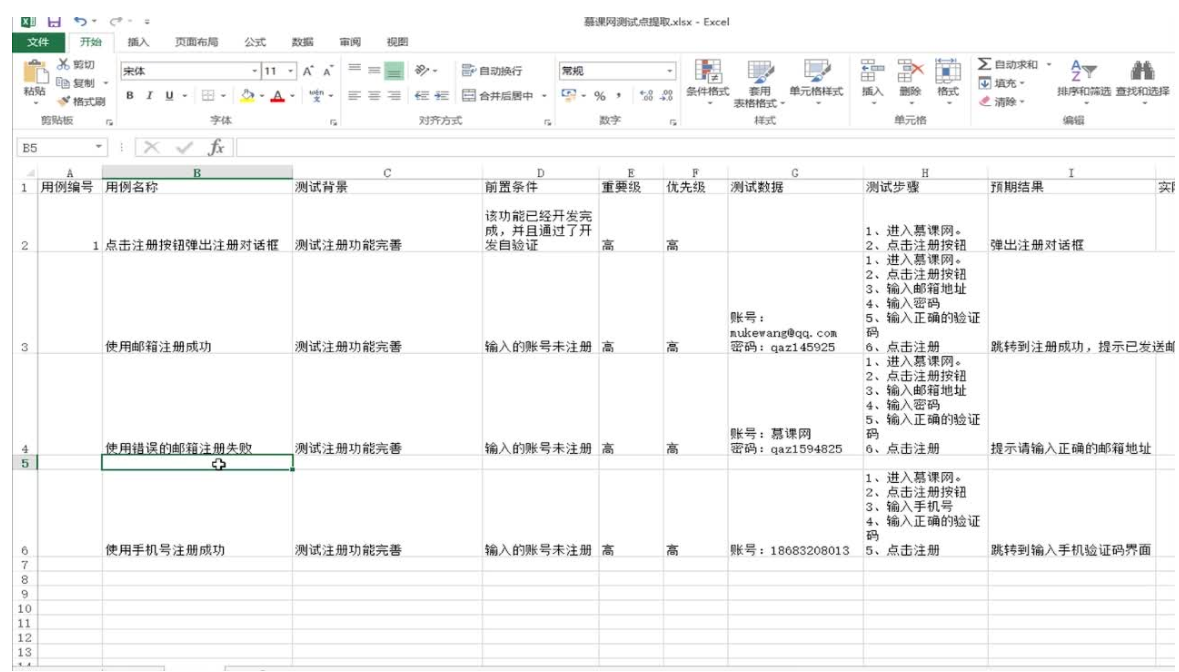 慕课网测试点提取.xlsx - Excel
文件 开始 插入 页面布局 公式 数据 审阅 视图
剪切 宋体 11 A A 自动换行 常规 自动求和
复制 填充
粘贴 格式刷 B I U A wén 合并后居中 % 条件格式 套用 表格格式 单元格样式 插入 删除 格式 清除 排序和筛选 查找和选择
剪贴板 字体 对齐方式 数字 样式 单元格 编辑
B5 fx
A B C D E F G H I
1 用例编号 用例名称 测试背景 前置条件 重要级 优先级 测试数据 测试步骤 预期结果
该功能已经开发完
成，并且通过了开 1、进入慕课网。
2 1 点击注册按钮弹出注册对话框 测试注册功能完善 发自验证 高 高 2、点击注册按钮 弹出注册对话框
1、进入慕课网。
2、点击注册按钮
3、输入邮箱地址
4、输入密码
账号： 5、输入正确的验证
mukewang@qq.com 码
3 使用邮箱注册成功 测试注册功能完善 输入的账号未注册 高 高 密码：qaz145925 6、点击注册 跳转到注册成功，提示已发送邮
1、进入慕课网。
2、点击注册按钮
3、输入邮箱地址
4、输入密码
5、输入正确的验证
账号：慕课网 码
4 使用错误的邮箱注册失败 测试注册功能完善 输入的账号未注册 高 高 密码：qaz1594825 6、点击注册 提示请输入正确的邮箱地址
5
1、进入慕课网。
2、点击注册按钮
3、输入手机号
4、输入正确的验证
码
6 使用手机号注册成功 测试注册功能完善 输入的账号未注册 高 高 账号：18683208013 5、点击注册 跳转到输入手机验证码界面
7
8
9
10
11
12
13